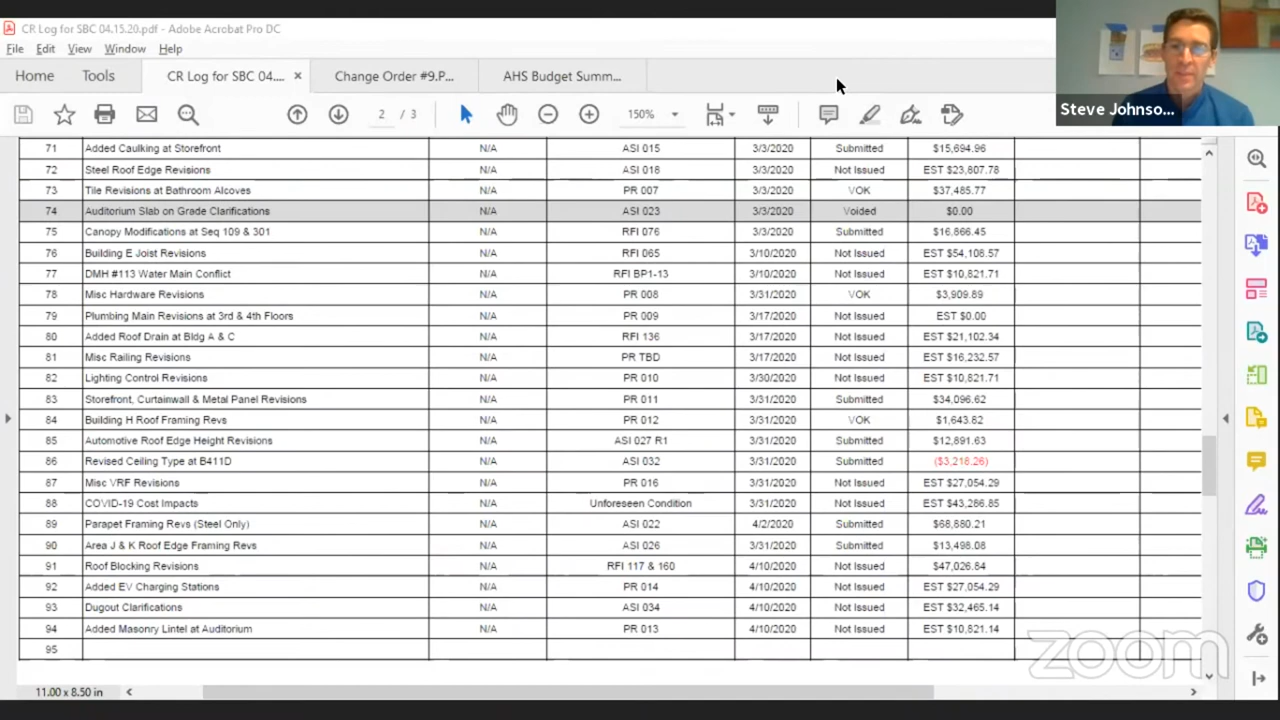 CR Log for SBC 04.15.20.pdf - Adobe Acrobat Pro DC
File Edit View Window Help
Home Tools CR Log for SBC 04.... × Change Order #9.P... AHS Budget Summ...
2 / 3 150%
Steve Johnso...
71 Added Caulking at Storefront N/A ASI 015 3/3/2020 Submitted $15,694.96
72 Steel Roof Edge Revisions N/A ASI 018 3/3/2020 Not Issued EST $23,807.78
73 Tile Revisions at Bathroom Alcoves N/A PR 007 3/3/2020 VOK $37,485.77
74 Auditorium Slab on Grade Clarifications N/A ASI 023 3/3/2020 Voided $0.00
75 Canopy Modifications at Seq 109 & 301 N/A RFI 076 3/3/2020 Submitted $16,866.45
76 Building E Joist Revisions N/A RFI 065 3/10/2020 Not Issued EST $54,108.57
77 DMH #113 Water Main Conflict N/A RFI BP1-13 3/10/2020 Not Issued EST $10,821.71
78 Misc Hardware Revisions N/A PR 008 3/31/2020 VOK $3,909.89
79 Plumbing Main Revisions at 3rd & 4th Floors N/A PR 009 3/17/2020 Not Issued EST $0.00
80 Added Roof Drain at Bldg A & C N/A RFI 136 3/17/2020 Not Issued EST $21,102.34
81 Misc Railing Revisions N/A PR TBD 3/17/2020 Not Issued EST $16,232.57
82 Lighting Control Revisions N/A PR 010 3/30/2020 Not Issued EST $10,821.71
83 Storefront, Curtainwall & Metal Panel Revisions N/A PR 011 3/31/2020 Submitted $34,096.62
84 Building H Roof Framing Revs N/A PR 012 3/31/2020 VOK $1,643.82
85 Automotive Roof Edge Height Revisions N/A ASI 027 R1 3/31/2020 Submitted $12,891.63
86 Revised Ceiling Type at B411D N/A ASI 032 3/31/2020 Submitted ($3,218.26)
87 Misc VRF Revisions N/A PR 016 3/31/2020 Not Issued EST $27,054.29
88 COVID-19 Cost Impacts N/A Unforeseen Condition 3/31/2020 Not Issued EST $43,286.85
89 Parapet Framing Revs (Steel Only) N/A ASI 022 4/2/2020 Submitted $68,880.21
90 Area J & K Roof Edge Framing Revs N/A ASI 026 3/31/2020 Submitted $13,498.08
91 Roof Blocking Revisions N/A RFI 117 & 160 4/10/2020 Not Issued $47,026.84
92 Added EV Charging Stations N/A PR 014 4/10/2020 Not Issued EST $27,054.29
93 Dugout Clarifications N/A ASI 034 4/10/2020 Not Issued EST $32,465.14
94 Added Masonry Lintel at Auditorium N/A PR 013 4/10/2020 Not Issued EST $10,821.14
95
zoom
11.00 x 8.50 in